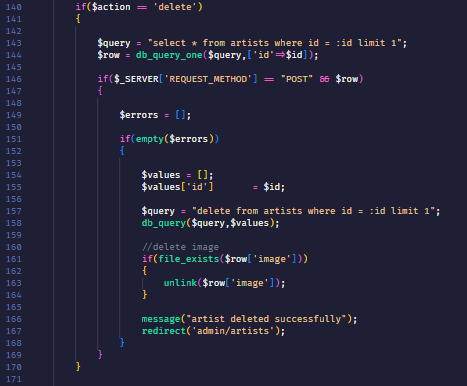 140 if($action == 'delete')
141 {
142
143 $query = "select * from artists where id = :id limit 1";
144 $row = db_query_one($query,['id'=>$id]);
145
146 if($_SERVER['REQUEST_METHOD'] == "POST" && $row)
147 {
148
149 $errors = [];
150
151 if(empty($errors))
152 {
153
154 $values = [];
155 $values['id'] = $id;
156
157 $query = "delete from artists where id = :id limit 1";
158 db_query($query,$values);
159
160 //delete image
161 if(file_exists($row['image']))
162 {
163 unlink($row['image']);
164 }
165
166 message("artist deleted successfully");
167 redirect('admin/artists');
168 }
169 }
170 }
171